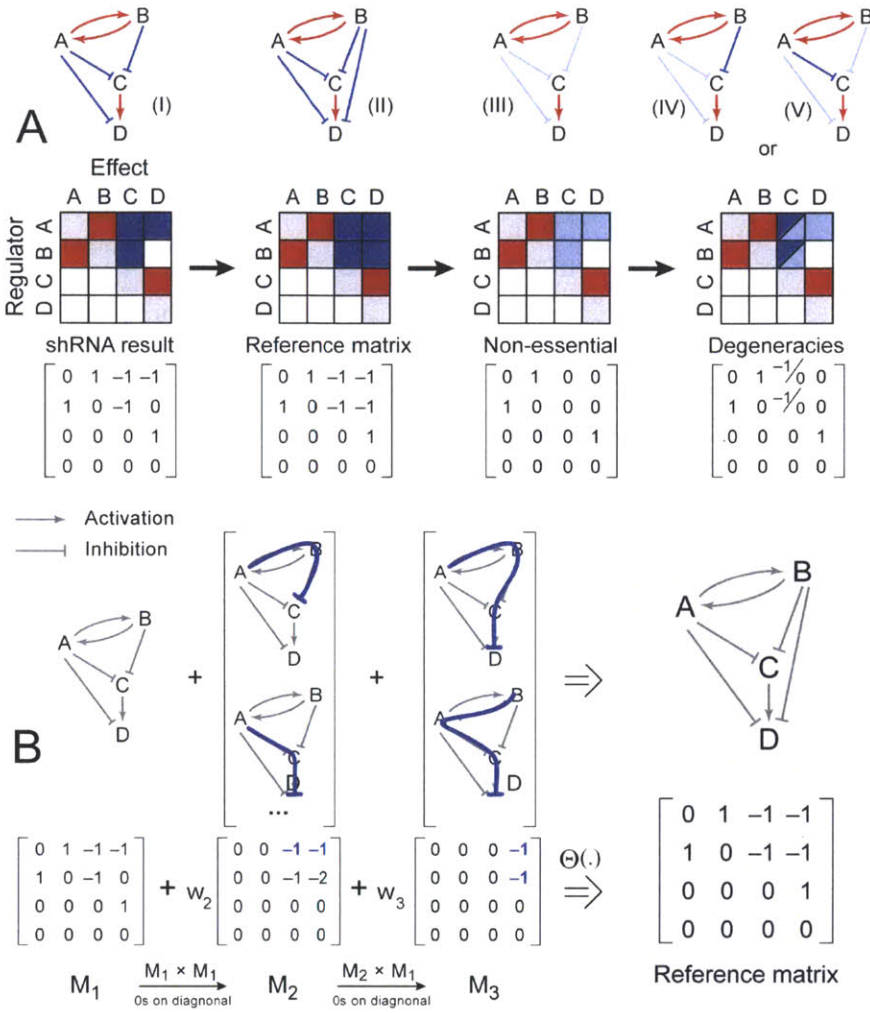 A B C D (I)
A B C D (II)
A B C D (III)
A B C D (IV)
A B C D (V)
or
A
Effect
A B C D
A B C D
A B C D
A B C D
Regulator
A B C D
A B C D
A B C D
A B C D
shRNA result
Reference matrix
Non-essential
Degeneracies
0 1 –1 –1
1 0 –1 0
0 0 0 1
0 0 0 0
0 1 –1 –1
1 0 –1 –1
0 0 0 1
0 0 0 0
0 1 0 0
1 0 0 0
0 0 0 1
0 0 0 0
0 1 –1/0 0
1 0 –1/0 0
0 0 0 1
0 0 0 0
Activation
Inhibition
A B C D
+
A B C D
A B C D
...
+
A B C D
A B C D
⇒
A B C D
B
0 1 –1 –1
1 0 –1 0
0 0 0 1
0 0 0 0
+ w2
0 0 –1 –1
0 0 –1 –2
0 0 0 0
0 0 0 0
+ w3
0 0 0 –1
0 0 0 –1
0 0 0 0
0 0 0 0
Θ(.)
⇒
0 1 –1 –1
1 0 –1 –1
0 0 0 1
0 0 0 0
Reference matrix
M1
M1 × M1
0s on diagnonal
M2
M2 × M1
0s on diagnonal
M3